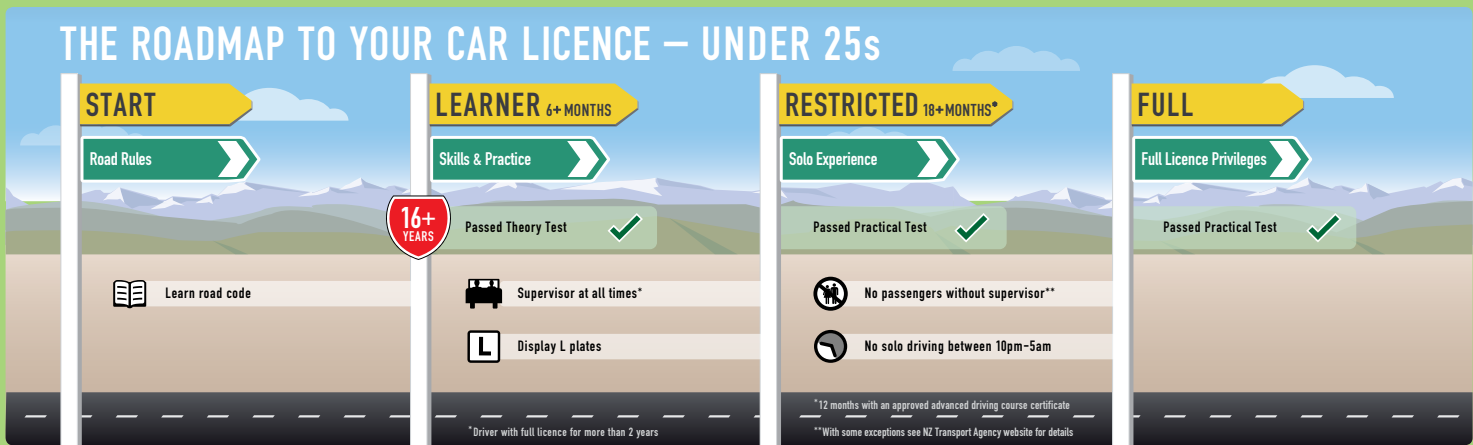 THE ROADMAP TO YOUR CAR LICENCE – UNDER 25s
START
Road Rules
Learn road code
LEARNER 6+ MONTHS
Skills & Practice
16+
YEARS
Passed Theory Test
Supervisor at all times*
L
Display L plates
*Driver with full licence for more than 2 years
RESTRICTED 18+MONTHS*
Solo Experience
Passed Practical Test
No passengers without supervisor**
No solo driving between 10pm–5am
*12 months with an approved advanced driving course certificate
**With some exceptions see NZ Transport Agency website for details
FULL
Full Licence Privileges
Passed Practical Test